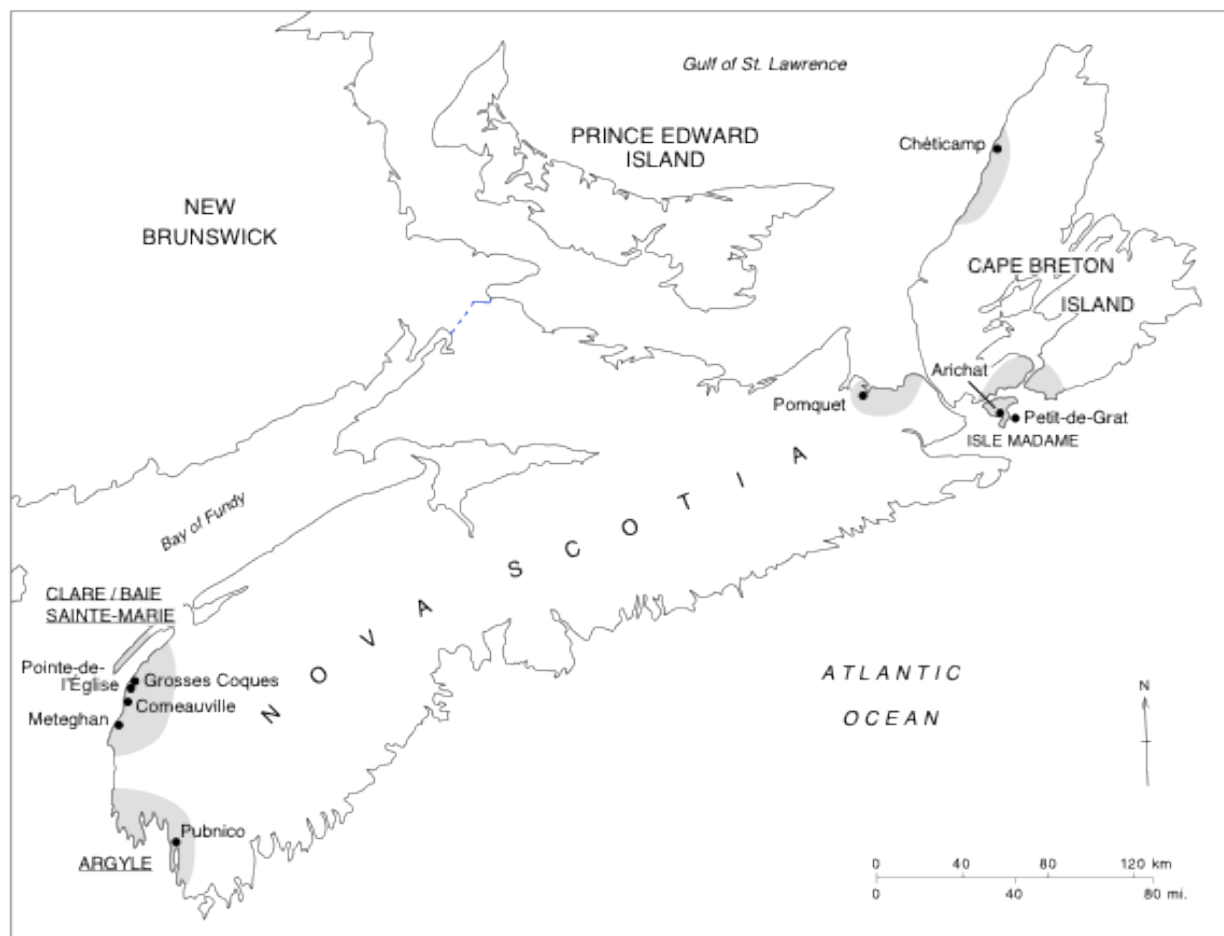 Gulf of St. Lawrence
PRINCE EDWARD
ISLAND
Chéticamp
NEW
BRUNSWICK
CAPE BRETON
ISLAND
Arichat
Pomquet
Petit-de-Grat
ISLE MADAME
NOVA SCOTIA
Bay of Fundy
CLARE / BAIE
SAINTE-MARIE
Pointe-de-
l'Église
Grosses Coques
Comeauville
Meteghan
ATLANTIC
OCEAN
N
Pubnico
ARGYLE
0 40 80 120 km
0 40 80 mi.